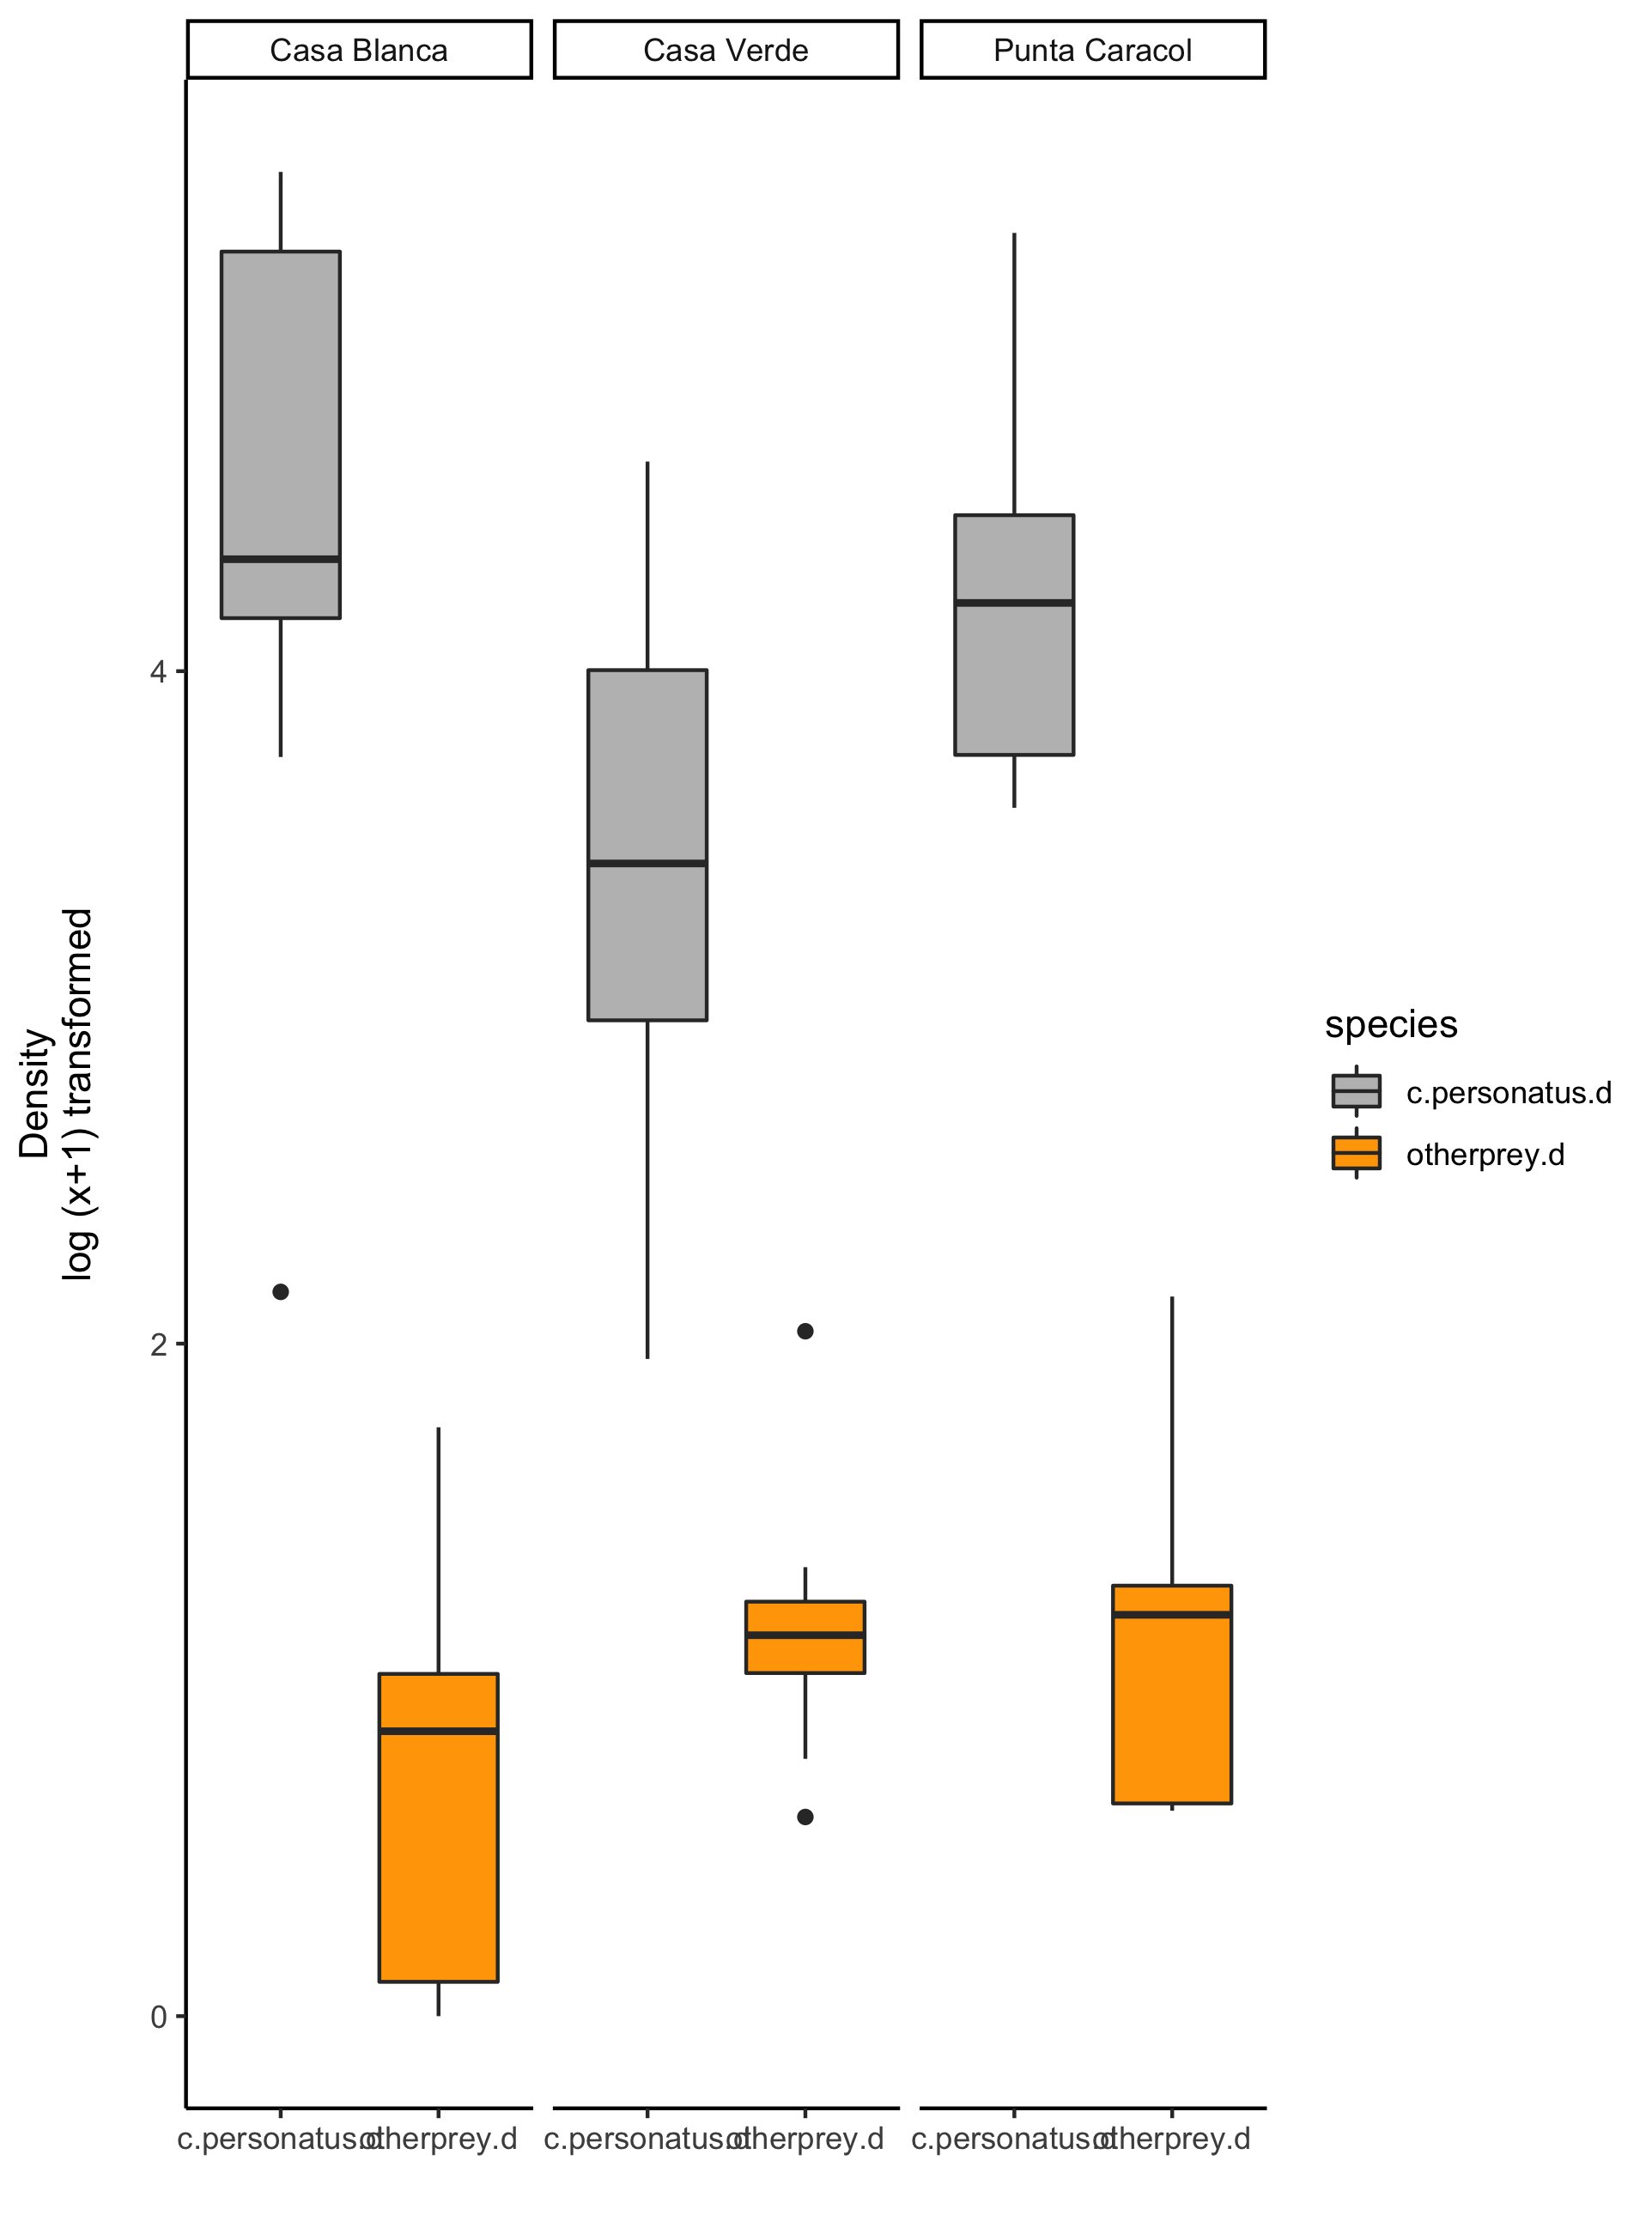 Casa Blanca
Casa Verde
Punta Caracol
Density
log (x+1) transformed
4
2
0
c.personatus.d
otherprey.d
c.personatus.d
otherprey.d
c.personatus.d
otherprey.d
species
c.personatus.d
otherprey.d